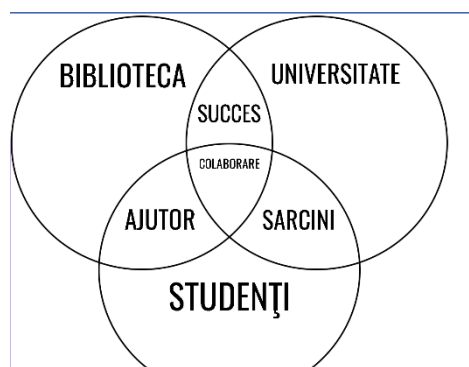 BIBLIOTECA
UNIVERSITATE
SUCCES
COLABORARE
AJUTOR
SARCINI
STUDENŢI